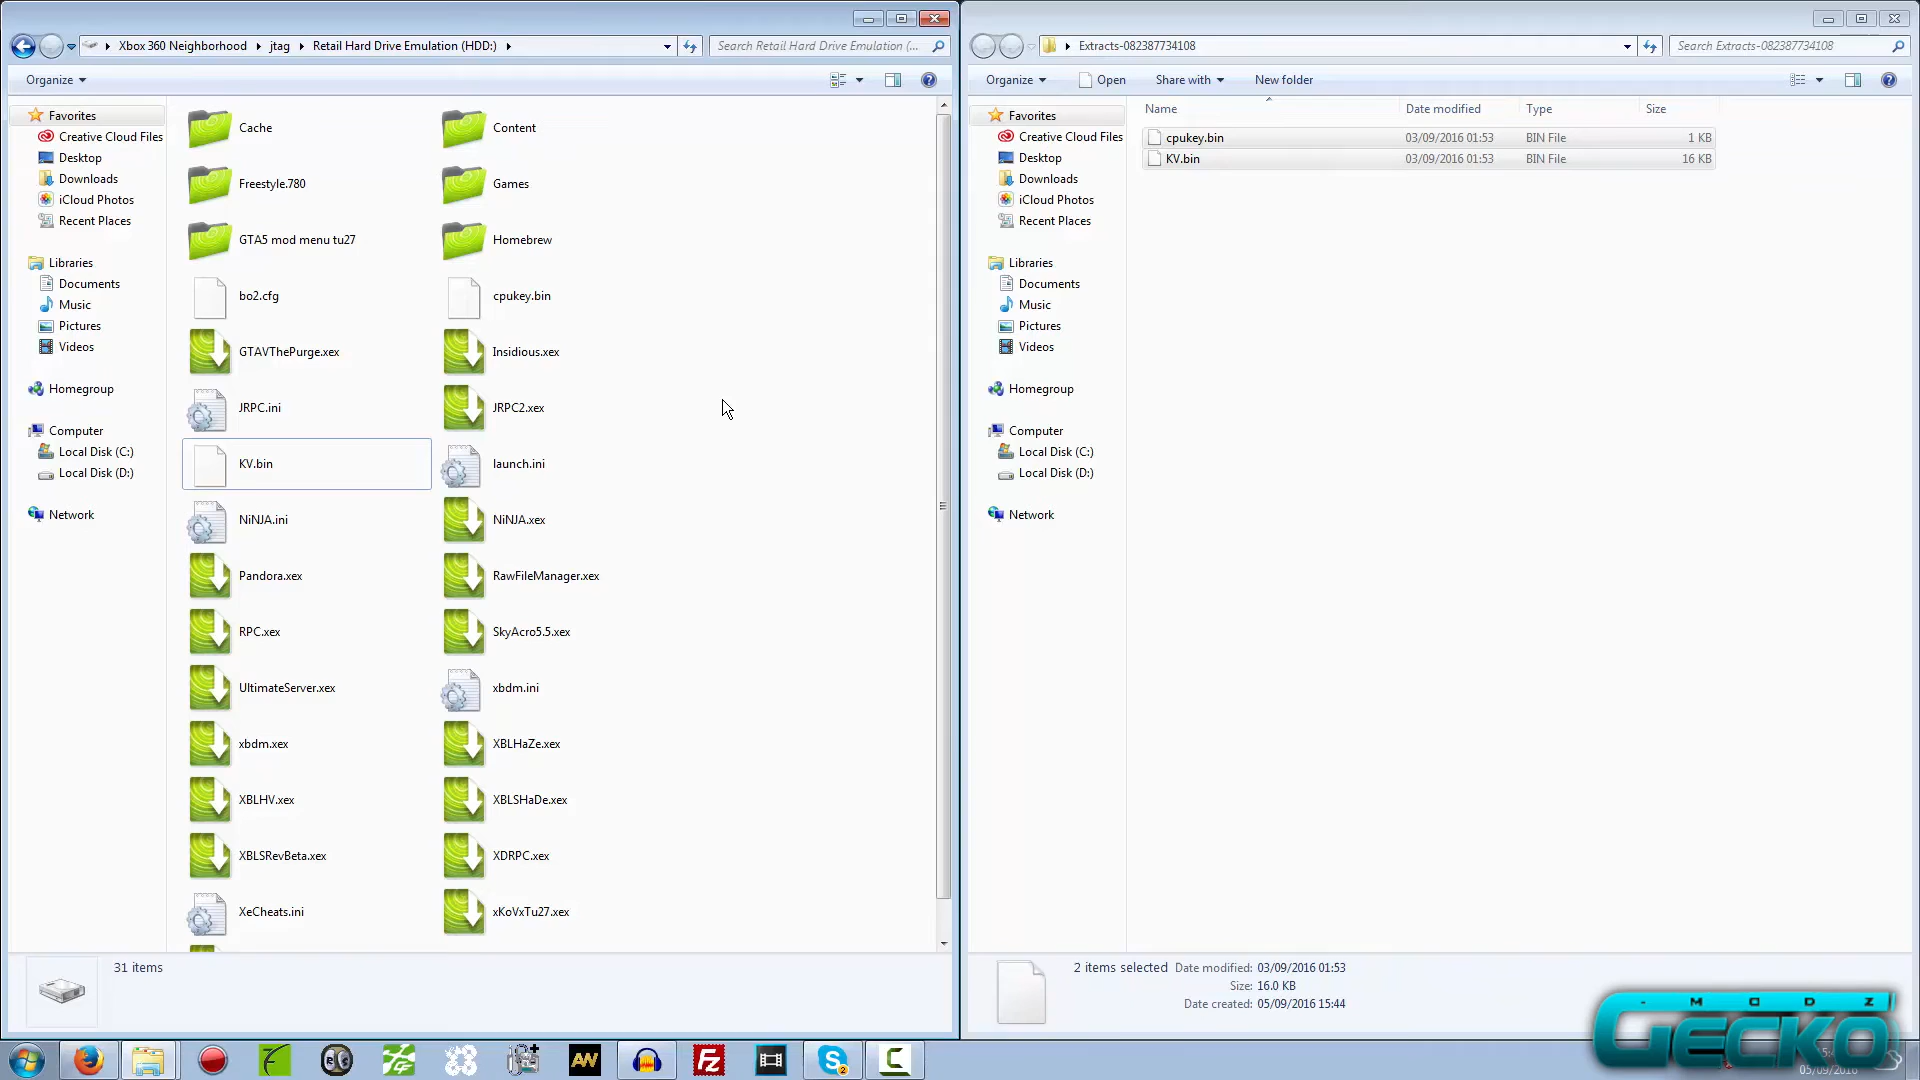 Xbox 360 Neighborhood jtag Retail Hard Drive Emulation (HDD:)
Search Retail Hard Drive Emulation (...
Organize
Favorites
Creative Cloud Files
Desktop
Downloads
iCloud Photos
Recent Places
Libraries
Documents
Music
Pictures
Videos
Homegroup
Computer
Local Disk (C:)
Local Disk (D:)
Network
Cache
Content
Freestyle.780
Games
GTA5 mod menu tu27
Homebrew
bo2.cfg
cpukey.bin
GTAVThePurge.xex
Insidious.xex
JRPC.ini
JRPC2.xex
KV.bin
launch.ini
NiNJA.ini
NiNJA.xex
Pandora.xex
RawFileManager.xex
RPC.xex
SkyAcro5.5.xex
UltimateServer.xex
xbdm.ini
xbdm.xex
XBLHaZe.xex
XBLHV.xex
XBLSHaDe.xex
XBLSRevBeta.xex
XDRPC.xex
XeCheats.ini
xKoVxTu27.xex
31 items
Extracts-082387734108
Search Extracts-082387734108
Organize Open Share with New folder
Favorites
Creative Cloud Files
Desktop
Downloads
iCloud Photos
Recent Places
Libraries
Documents
Music
Pictures
Videos
Homegroup
Computer
Local Disk (C:)
Local Disk (D:)
Network
Name Date modified Type Size
cpukey.bin 03/09/2016 01:53 BIN File 1 KB
KV.bin 03/09/2016 01:53 BIN File 16 KB
2 items selected Date modified: 03/09/2016 01:53
Size: 16.0 KB
Date created: 05/09/2016 15:44
- MODZ
GECKO
05/09/2016
AW
Fz
S 2
C